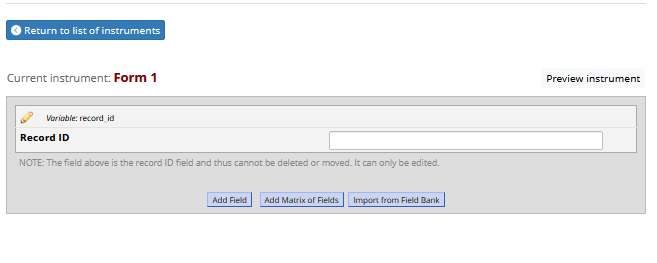 Return to list of instruments
Current instrument: Form 1
Preview instrument
Variable: record_id
Record ID
NOTE: The field above is the record ID field and thus cannot be deleted or moved. It can only be edited.
Add Field Add Matrix of Fields Import from Field Bank